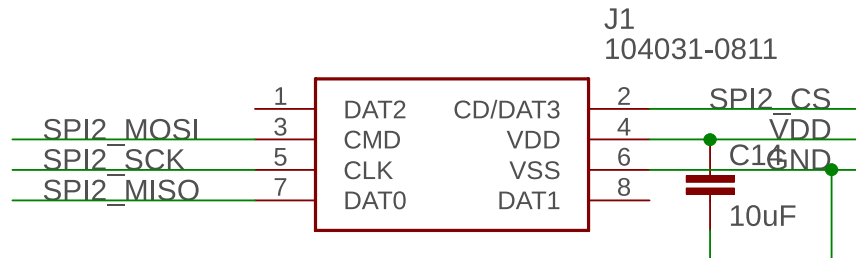 J1
104031-0811
1 DAT2 CD/DAT3 2 SPI2_CS
SPI2_MOSI 3 CMD VDD 4 VDD
SPI2_SCK 5 CLK VSS 6 C14 GND
SPI2_MISO 7 DAT0 DAT1 8
10uF